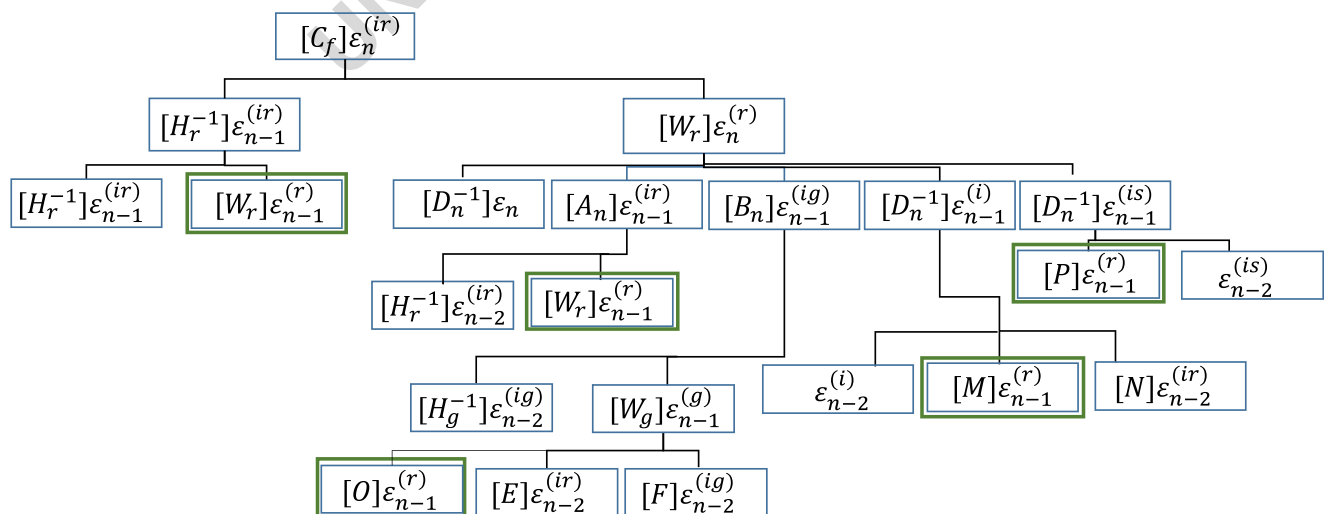 [C_f]ε_n^{(ir)}
[H_r^{-1}]ε_{n-1}^{(ir)} [W_r]ε_n^{(r)}
[H_r^{-1}]ε_{n-1}^{(ir)} [W_r]ε_{n-1}^{(r)} [D_n^{-1}]ε_n [A_n]ε_{n-1}^{(ir)} [B_n]ε_{n-1}^{(ig)} [D_n^{-1}]ε_{n-1}^{(i)} [D_n^{-1}]ε_{n-1}^{(is)}
[P]ε_{n-1}^{(r)} ε_{n-2}^{(is)}
[H_r^{-1}]ε_{n-2}^{(ir)} [W_r]ε_{n-1}^{(r)}
[H_g^{-1}]ε_{n-2}^{(ig)} [W_g]ε_{n-1}^{(g)} ε_{n-2}^{(i)} [M]ε_{n-1}^{(r)} [N]ε_{n-2}^{(ir)}
[O]ε_{n-1}^{(r)} [E]ε_{n-2}^{(ir)} [F]ε_{n-2}^{(ig)}